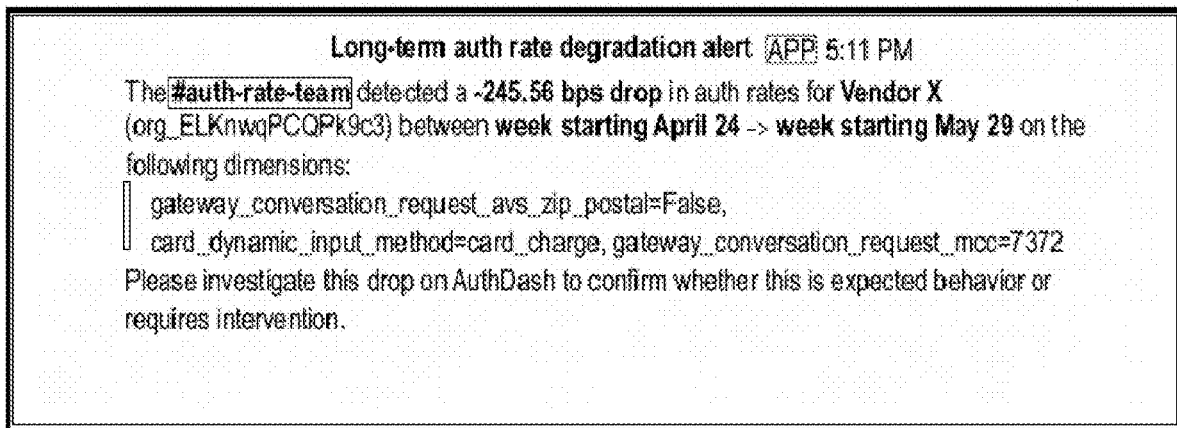 Long-term auth rate degradation alert APP 5:11 PM
The #auth-rate-team detected a -245.56 bps drop in auth rates for Vendor X
(org_ELKnwqPCQPk9c3) between week starting April 24 -> week starting May 29 on the
following dimensions:
gateway_conversation_request_avs_zip_postal=False,
card_dynamic_input_method=card_charge, gateway_conversation_request_mcc=7372
Please investigate this drop on AuthDash to confirm whether this is expected behavior or
requires intervention.